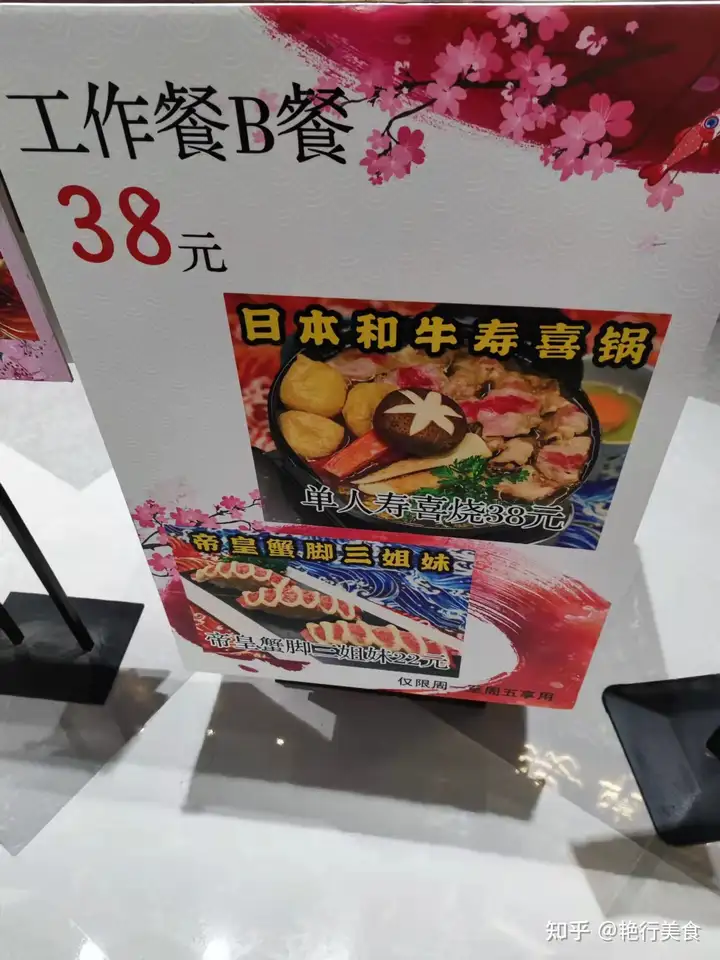 工作餐B餐
38元
日本和牛寿喜锅
单人寿喜烧38元
帝皇蟹脚三姐妹
帝皇蟹脚三姐妹22元
仅限周一至周五享用
知乎 @艳行美食